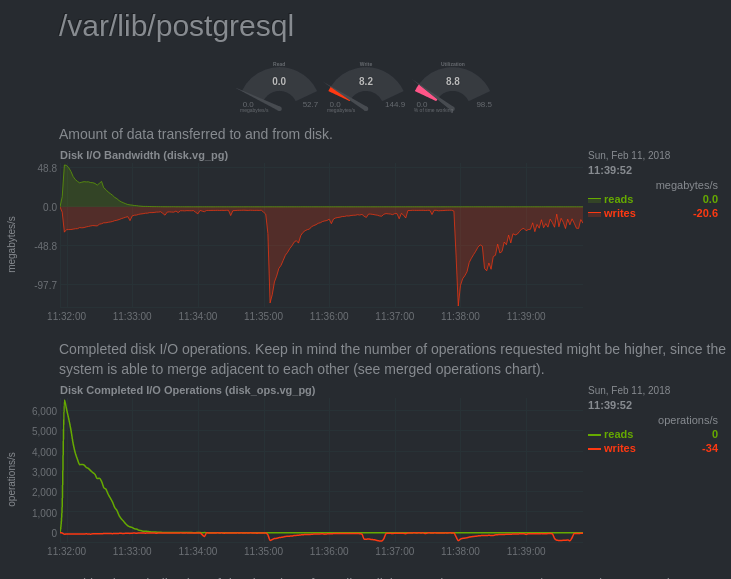 /var/lib/postgresql
Read Write Utilization
0.0 8.2 8.8
0.0 52.7 0.0 144.9 0.0 98.5
megabytes/s megabytes/s % of time working
Amount of data transferred to and from disk.
Disk I/O Bandwidth (disk.vg_pg)
Sun, Feb 11, 2018
11:39:52
megabytes/s
reads 0.0
writes -20.6
megabytes/s
48.8
0.0
-48.8
-97.7
11:32:00 11:33:00 11:34:00 11:35:00 11:36:00 11:37:00 11:38:00 11:39:00
Completed disk I/O operations. Keep in mind the number of operations requested might be higher, since the
system is able to merge adjacent to each other (see merged operations chart).
Disk Completed I/O Operations (disk_ops.vg_pg)
Sun, Feb 11, 2018
11:39:52
operations/s
reads 0
writes -34
operations/s
6,000
5,000
4,000
3,000
2,000
1,000
0
11:32:00 11:33:00 11:34:00 11:35:00 11:36:00 11:37:00 11:38:00 11:39:00